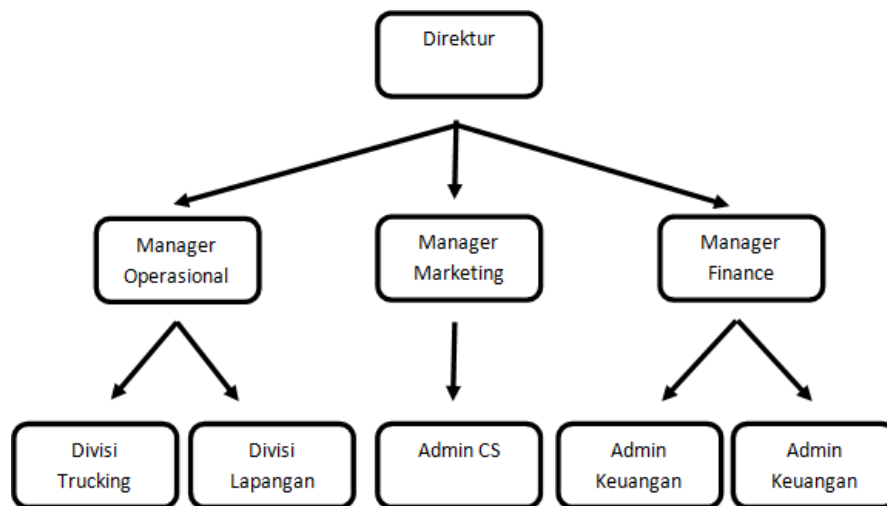 Direktur
Manager
Operasional
Manager
Marketing
Manager
Finance
Divisi
Trucking
Divisi
Lapangan
Admin CS
Admin
Keuangan
Admin
Keuangan